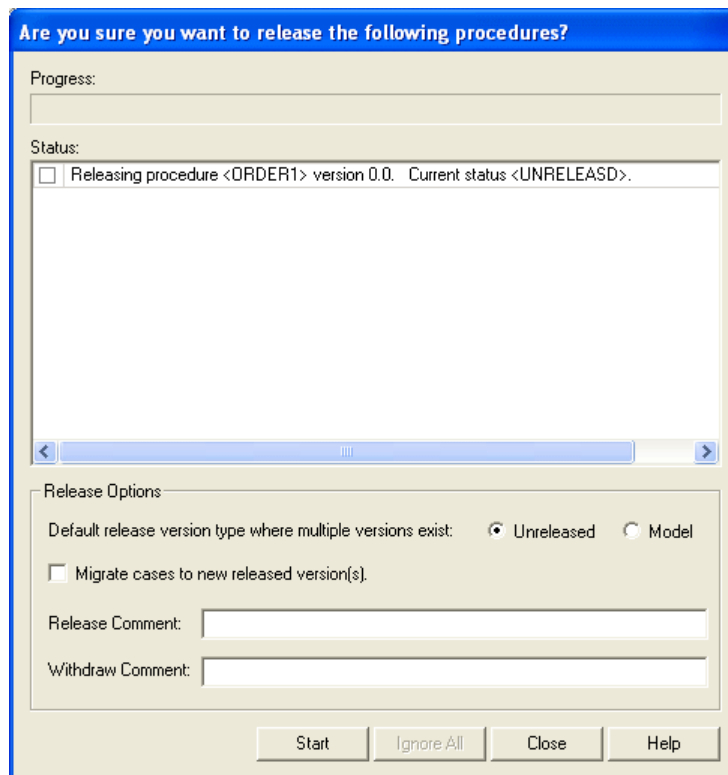 Are you sure you want to release the following procedures?
Progress:
Status:
Releasing procedure <ORDER1> version 0.0. Current status <UNRELEASD>.
Release Options
Default release version type where multiple versions exist: Unreleased Model
Migrate cases to new released version(s).
Release Comment:
Withdraw Comment:
Start Ignore All Close Help